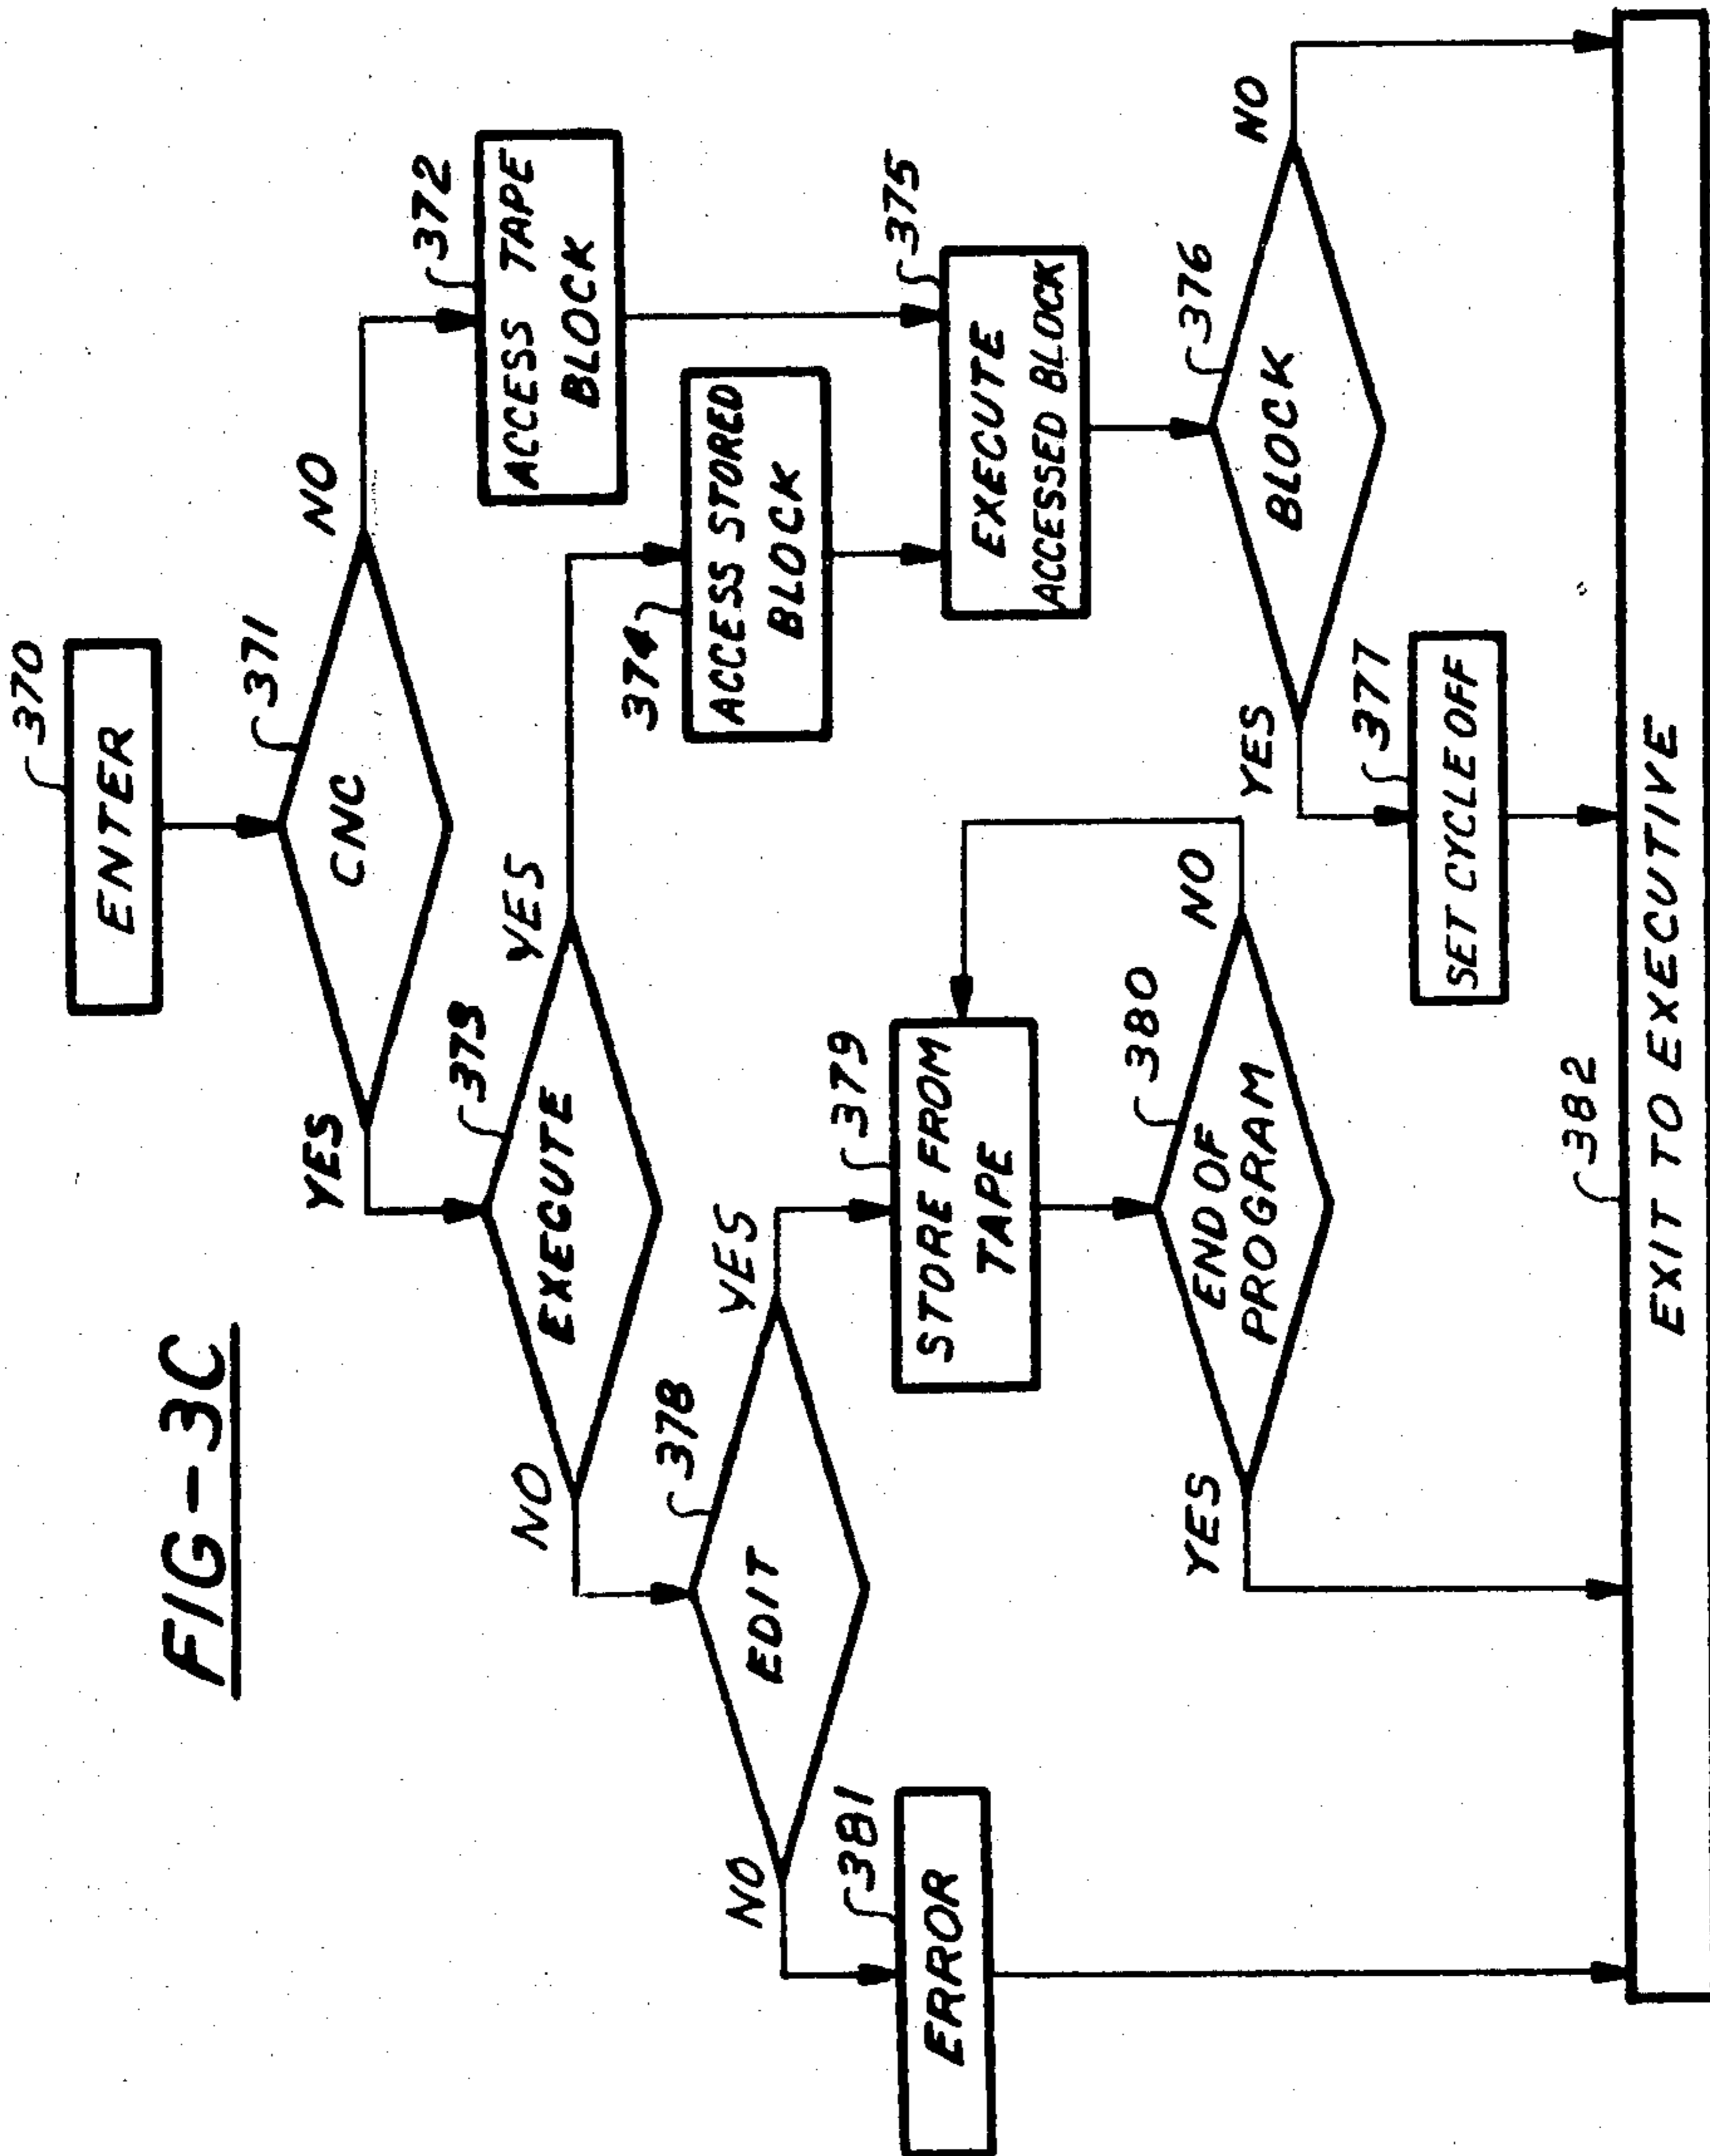 FIG-3C
370
ENTER
371
CNC
YES
NO
372
ACCESS TAPE
BLOCK
373
EXECUTE
NO
YES
374
ACCESS STORED
BLOCK
378
EDIT
NO
YES
381
ERROR
379
STORE FROM
TAPE
375
EXECUTE
ACCESSED BLOCK
380
END OF
PROGRAM
YES
NO
376
BLOCK
YES
NO
377
SET CYCLE OFF
382
EXIT TO EXECUTIVE